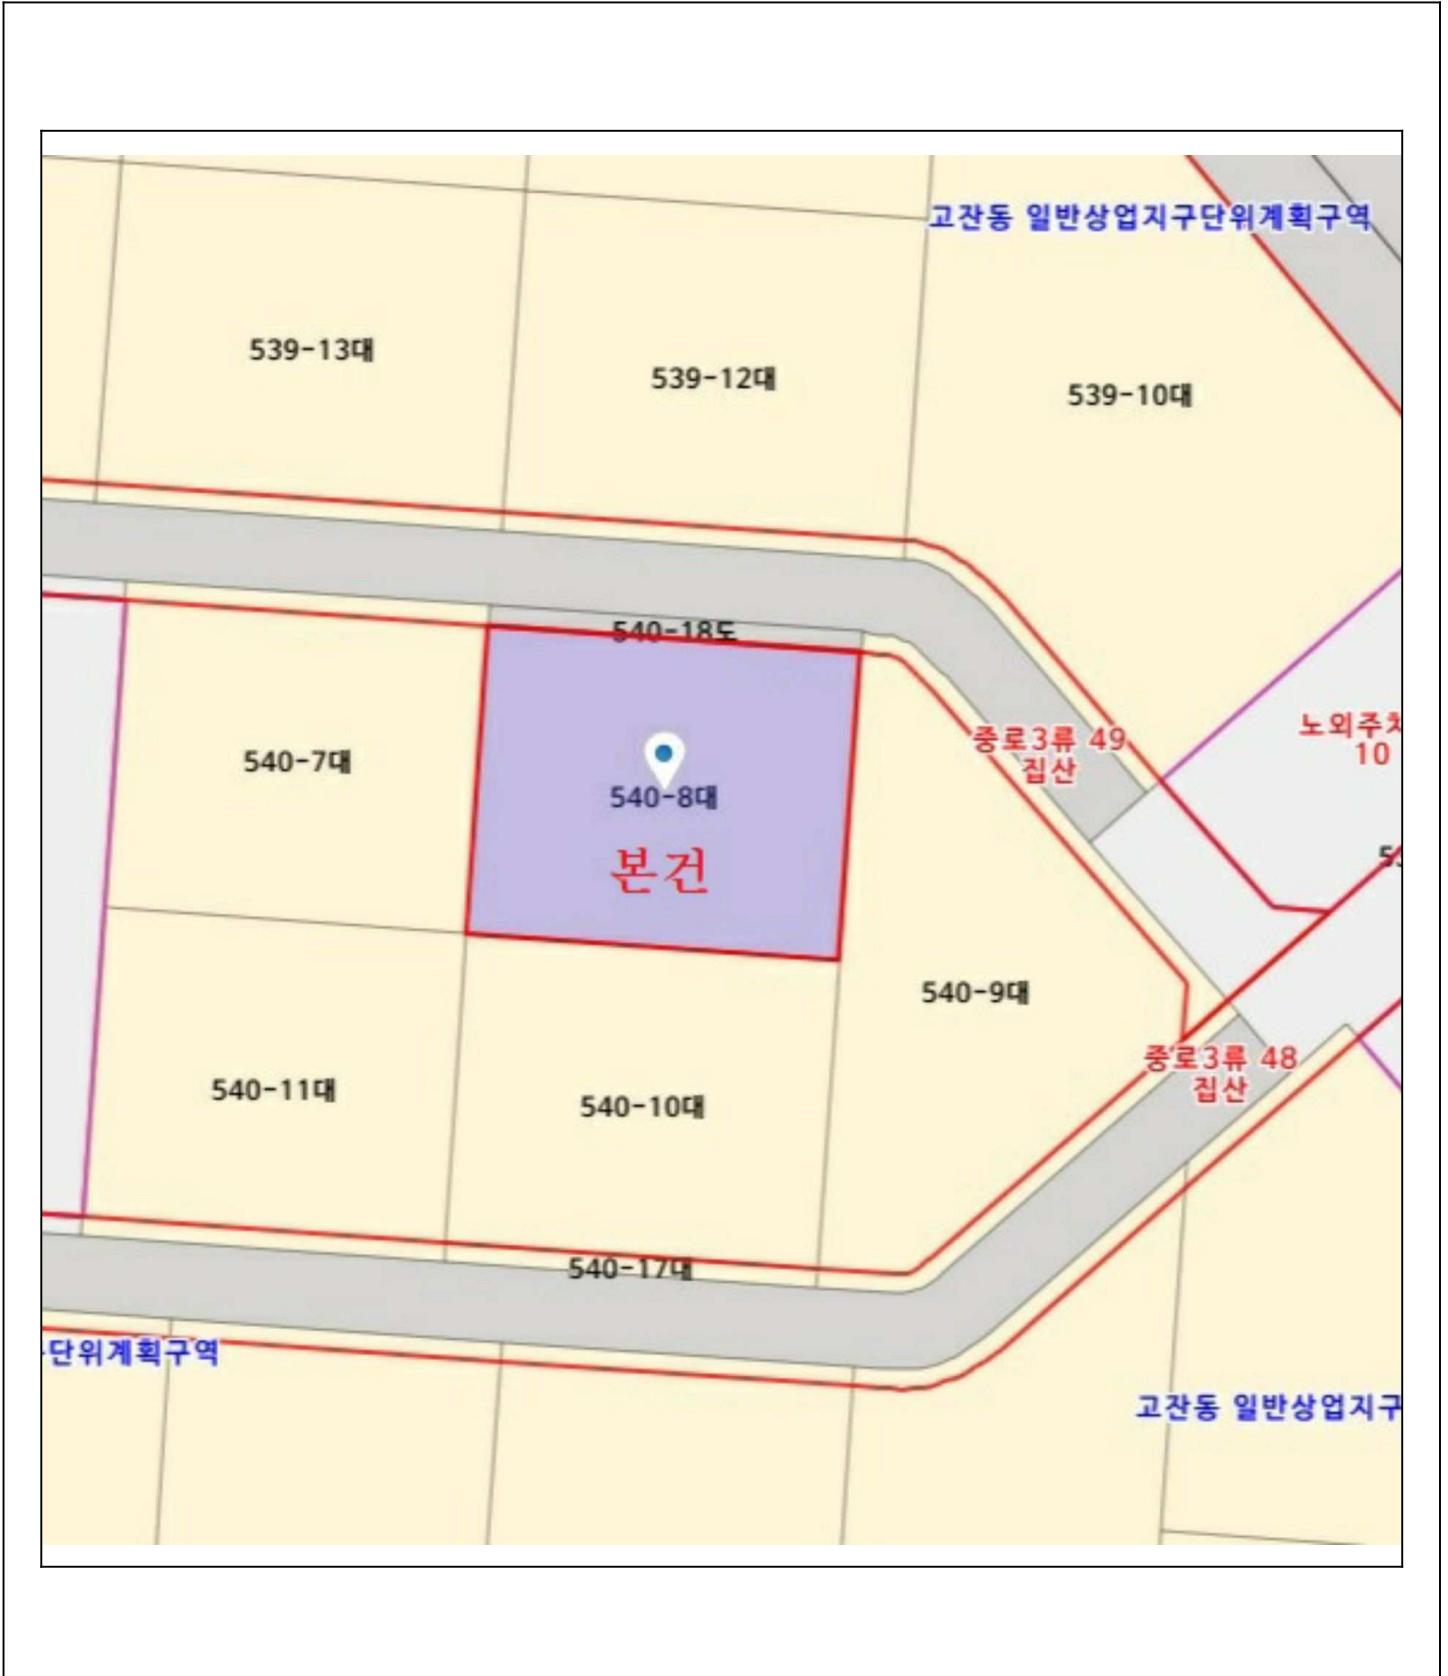 고잔동 일반상업지구단위계획구역
539-13대
539-12대
539-10대
540-18도
노외주차
10
중로3류 49
집산
540-7대
540-8대
본건
540-9대
중로3류 48
집산
540-11대
540-10대
540-17대
단위계획구역
고잔동 일반상업지구